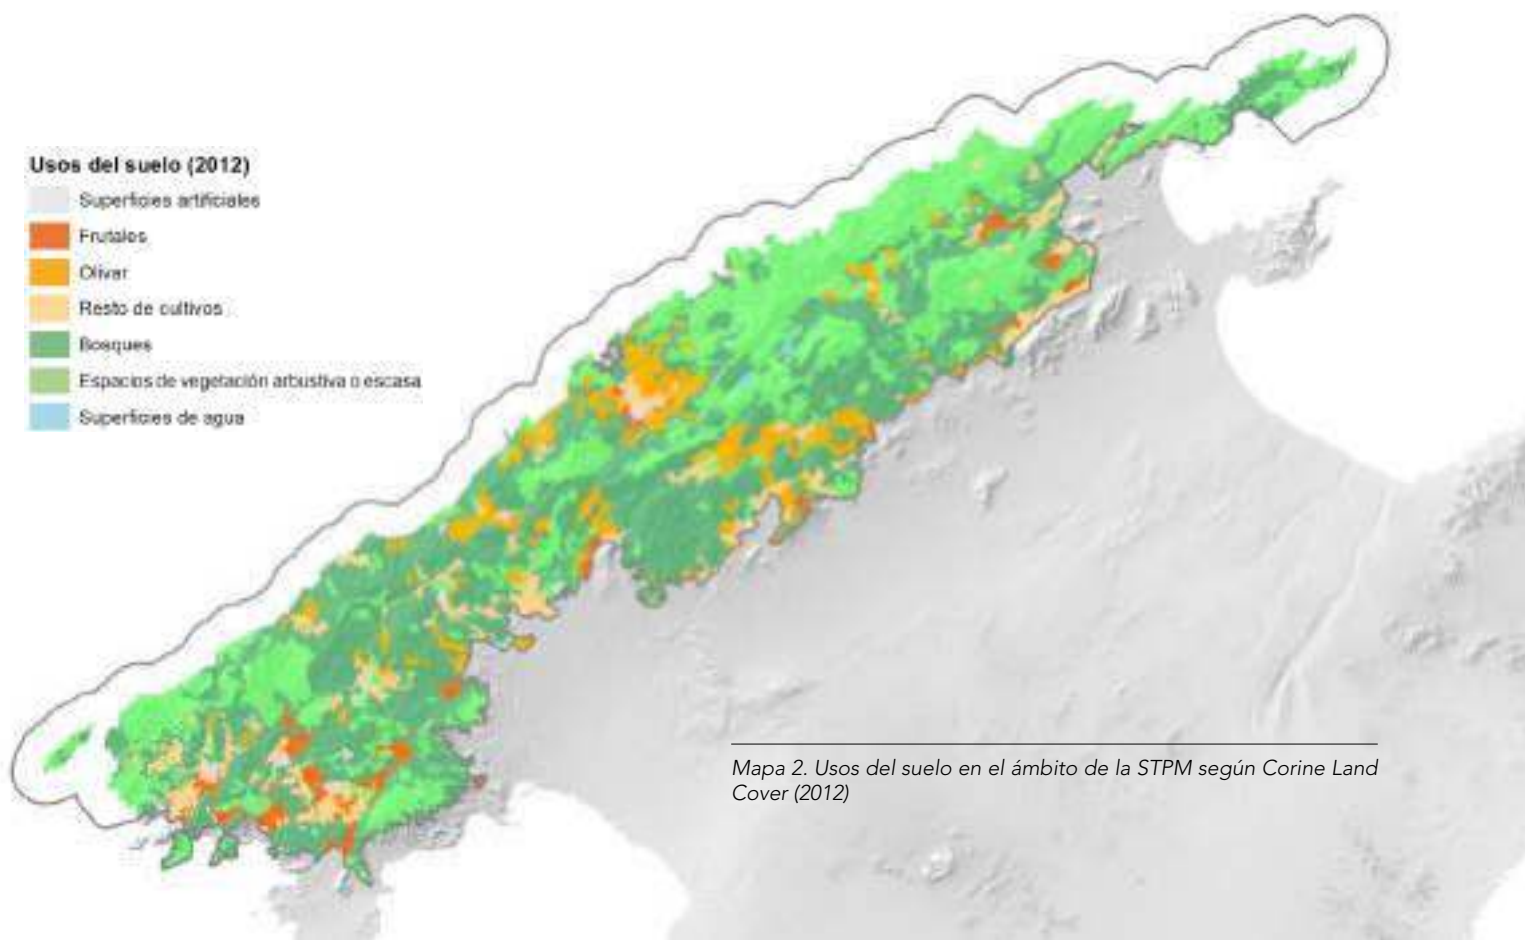 Usos del suelo (2012)
Superficies artificiales
Frutales
Olivar
Resto de cultivos
Bosques
Espacios de vegetación arbustiva o escasa
Superficies de agua
Mapa 2. Usos del suelo en el ámbito de la STPM según Corine Land
Cover (2012)